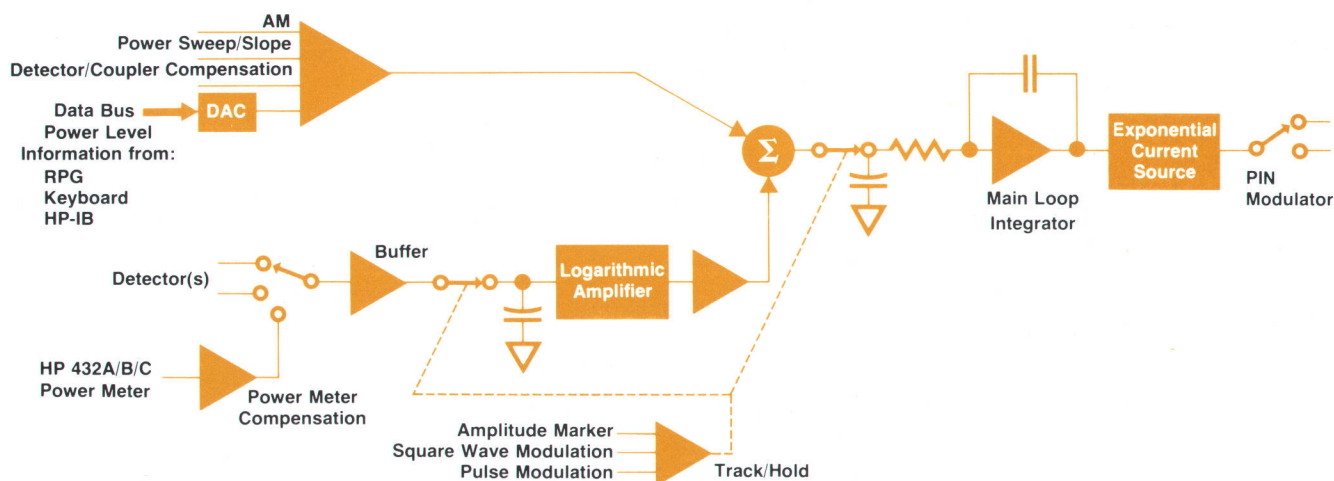 AM
Power Sweep/Slope
Detector/Coupler Compensation
Data Bus
DAC
Power Level
Information from:
RPG
Keyboard
HP-IB
Σ
Main Loop
Integrator
Exponential
Current
Source
PIN
Modulator
Detector(s)
Buffer
Logarithmic
Amplifier
HP 432A/B/C
Power Meter
Power Meter
Compensation
Amplitude Marker
Square Wave Modulation
Pulse Modulation
Track/Hold